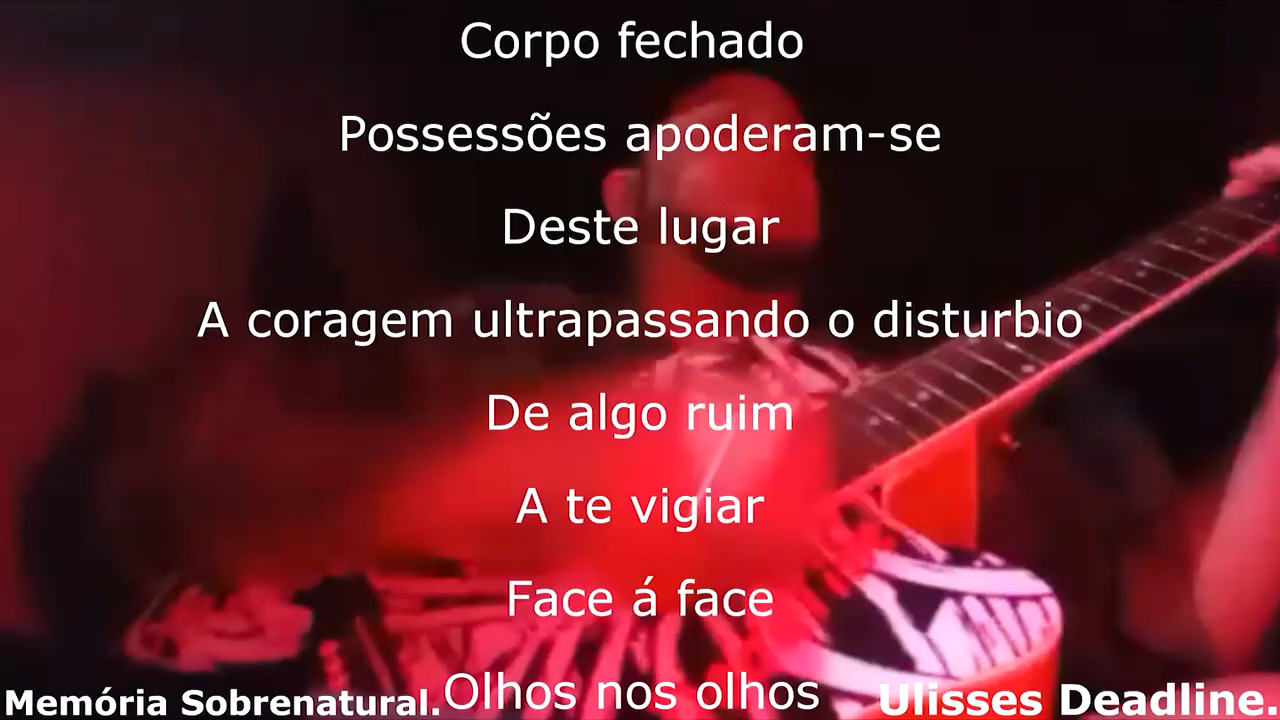 Corpo fechado
Possessões apoderam-se
Deste lugar
A coragem ultrapassando o disturbio
De algo ruim
A te vigiar
Face á face
Olhos nos olhos
Memória Sobrenatural.
Ulisses Deadline.